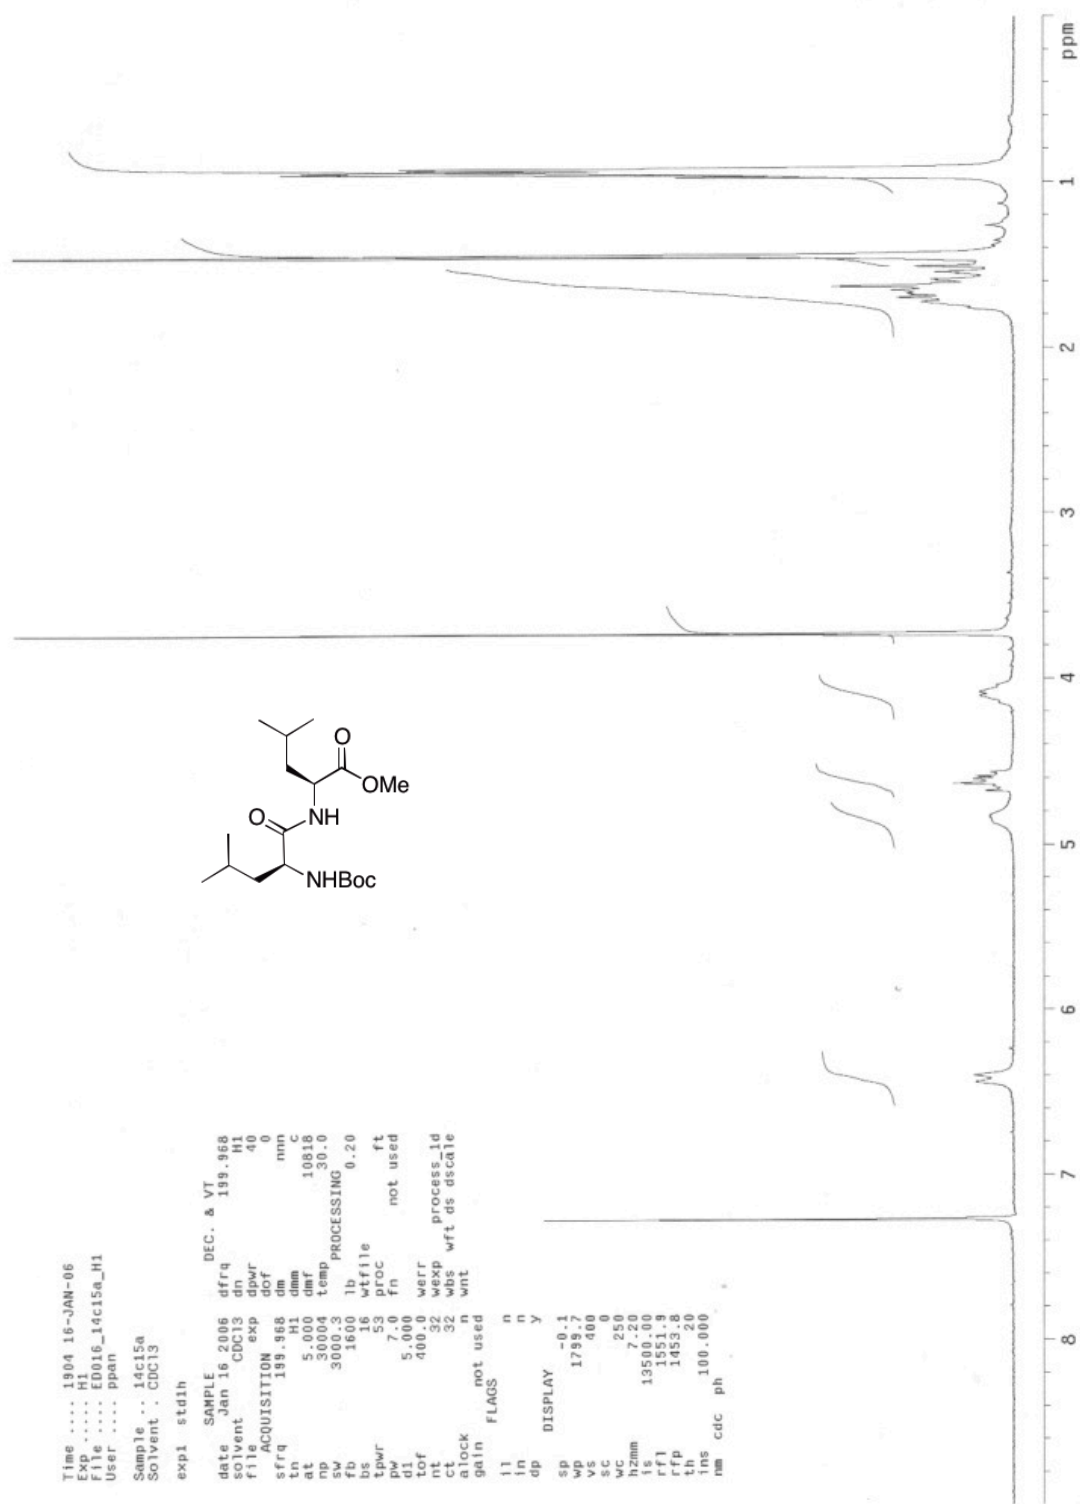 Time .... 1904 16-JAN-06
Exp ..... H1
File .... ED016_14c15a_H1
User .... ppan
Sample .. 14c15a
Solvent . CDCl3
exp1 std1h
SAMPLE DEC. & VT
date Jan 16 2006 dfrq 199.968
solvent CDCl3 dn H1
file exp dpwr 40
ACQUISITION dof 0
sfrq 199.968 dm nnn
tn H1 dmm c
at 5.000 dmf 10818
np 30004 temp 30.0
sw 3000.3 PROCESSING
fb 1600 lb 0.20
bs 16 wtfile
tpwr 53 proc ft
pw 7.0 fn not used
d1 5.000
tof 400.0 werr
nt 32 wexp process_1d
ct 32 wbs wft ds dscale
alock n wnt
gain not used
FLAGS
il n
in n
dp y
DISPLAY
sp -0.1
wp 1799.7
vs 400
sc 0
wc 250
hzmm 7.20
is 13500.00
rfl 1551.9
rfp 1453.8
th 20
ins 100.000
nm cdc ph
O
OMe
O
NH
NHBoc
8 7 6 5 4 3 2 1 ppm